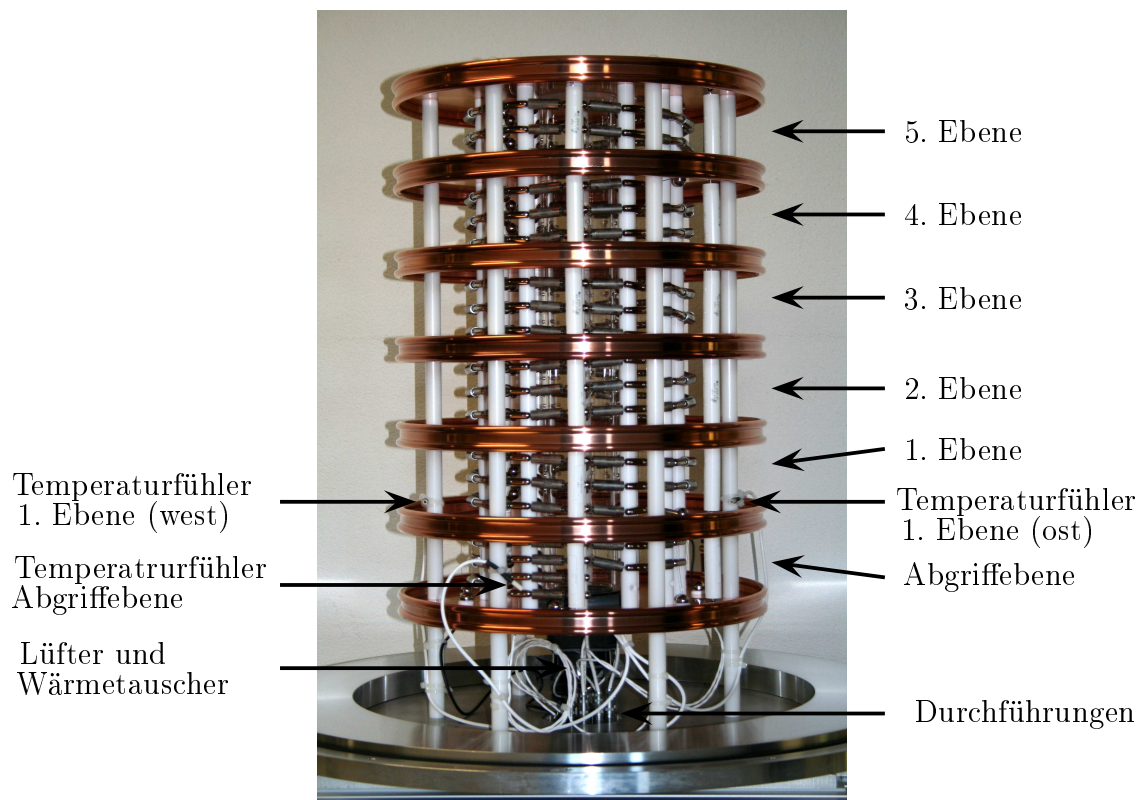 5. Ebene
4. Ebene
3. Ebene
2. Ebene
1. Ebene
Temperaturfühler
1. Ebene (west)
Temperaturfühler
1. Ebene (ost)
Temperatrurfühler
Abgriffebene
Abgriffebene
Lüfter und
Wärmetauscher
Durchführungen